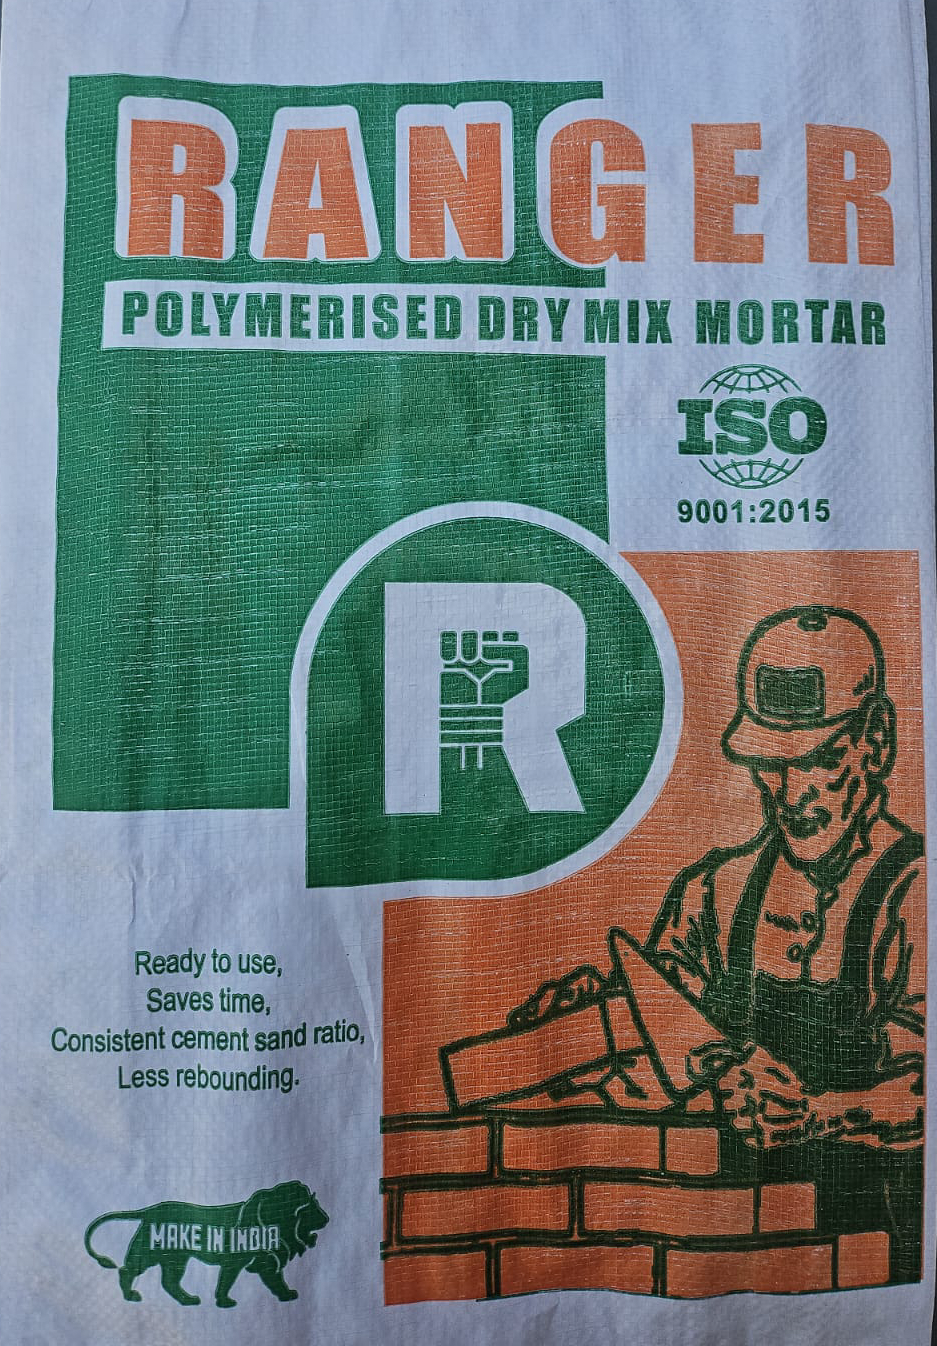 RANGER
POLYMERISED DRY MIX MORTAR
ISO
9001:2015
R
Ready to use,
Saves time,
Consistent cement sand ratio,
Less rebounding.
MAKE IN INDIA